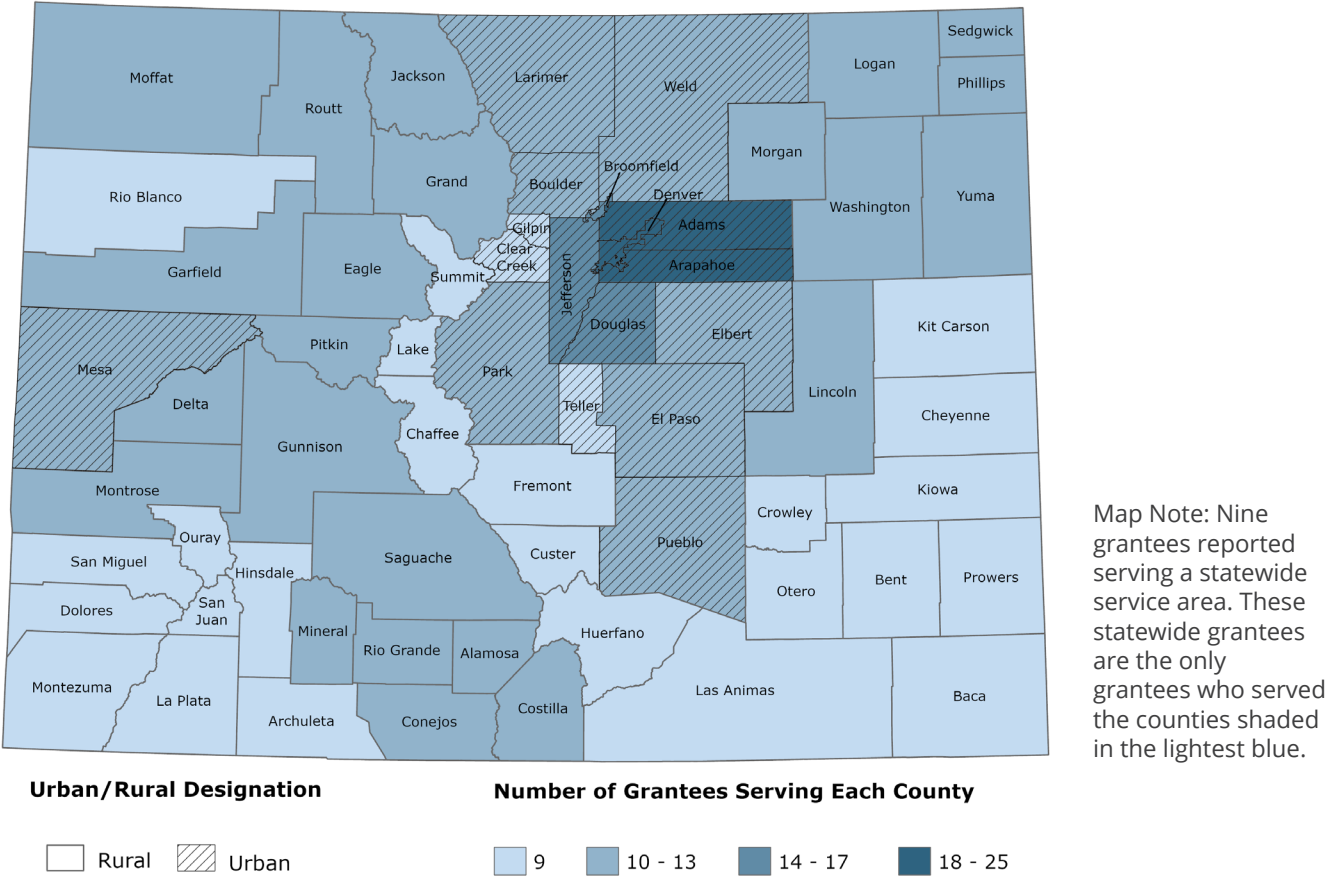 Sedgwick
Logan
Jackson
Moffat
Larimer
Weld
Phillips
Routt
Morgan
Broomfield
Grand
Boulder
Denver
Yuma
Rio Blanco
Washington
Gilpin
Adams
Clear
Creek
Arapahoe
Garfield
Eagle
Summit
Jefferson
Douglas
Elbert
Kit Carson
Pitkin
Lake
Mesa
Park
Lincoln
Delta
Teller
El Paso
Cheyenne
Chaffee
Gunnison
Fremont
Kiowa
Montrose
Crowley
Ouray
Pueblo
Custer
Saguache
San Miguel
Hinsdale
Bent
Prowers
Otero
Dolores
San
Juan
Mineral
Huerfano
Rio Grande
Alamosa
Montezuma
La Plata
Las Animas
Baca
Costilla
Archuleta
Conejos
Map Note: Nine
grantees reported
serving a statewide
service area. These
statewide grantees
are the only
grantees who served
the counties shaded
in the lightest blue.
Urban/Rural Designation
Rural
Urban
Number of Grantees Serving Each County
9
10 - 13
14 - 17
18 - 25